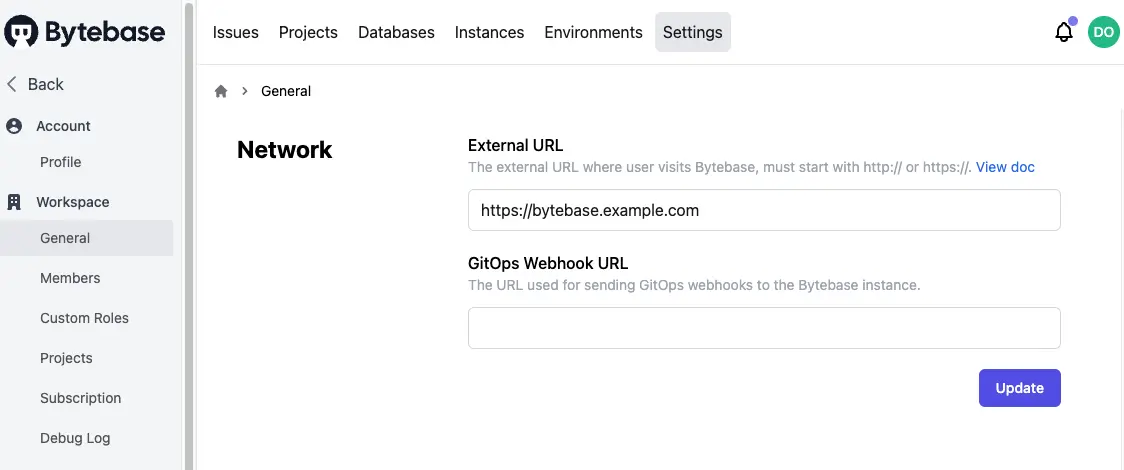 Bytebase
Issues Projects Databases Instances Environments Settings
DO
Back
General
Account
Profile
Workspace
General
Members
Custom Roles
Projects
Subscription
Debug Log
Network
External URL
The external URL where user visits Bytebase, must start with http:// or https://. View doc
https://bytebase.example.com
GitOps Webhook URL
The URL used for sending GitOps webhooks to the Bytebase instance.
Update